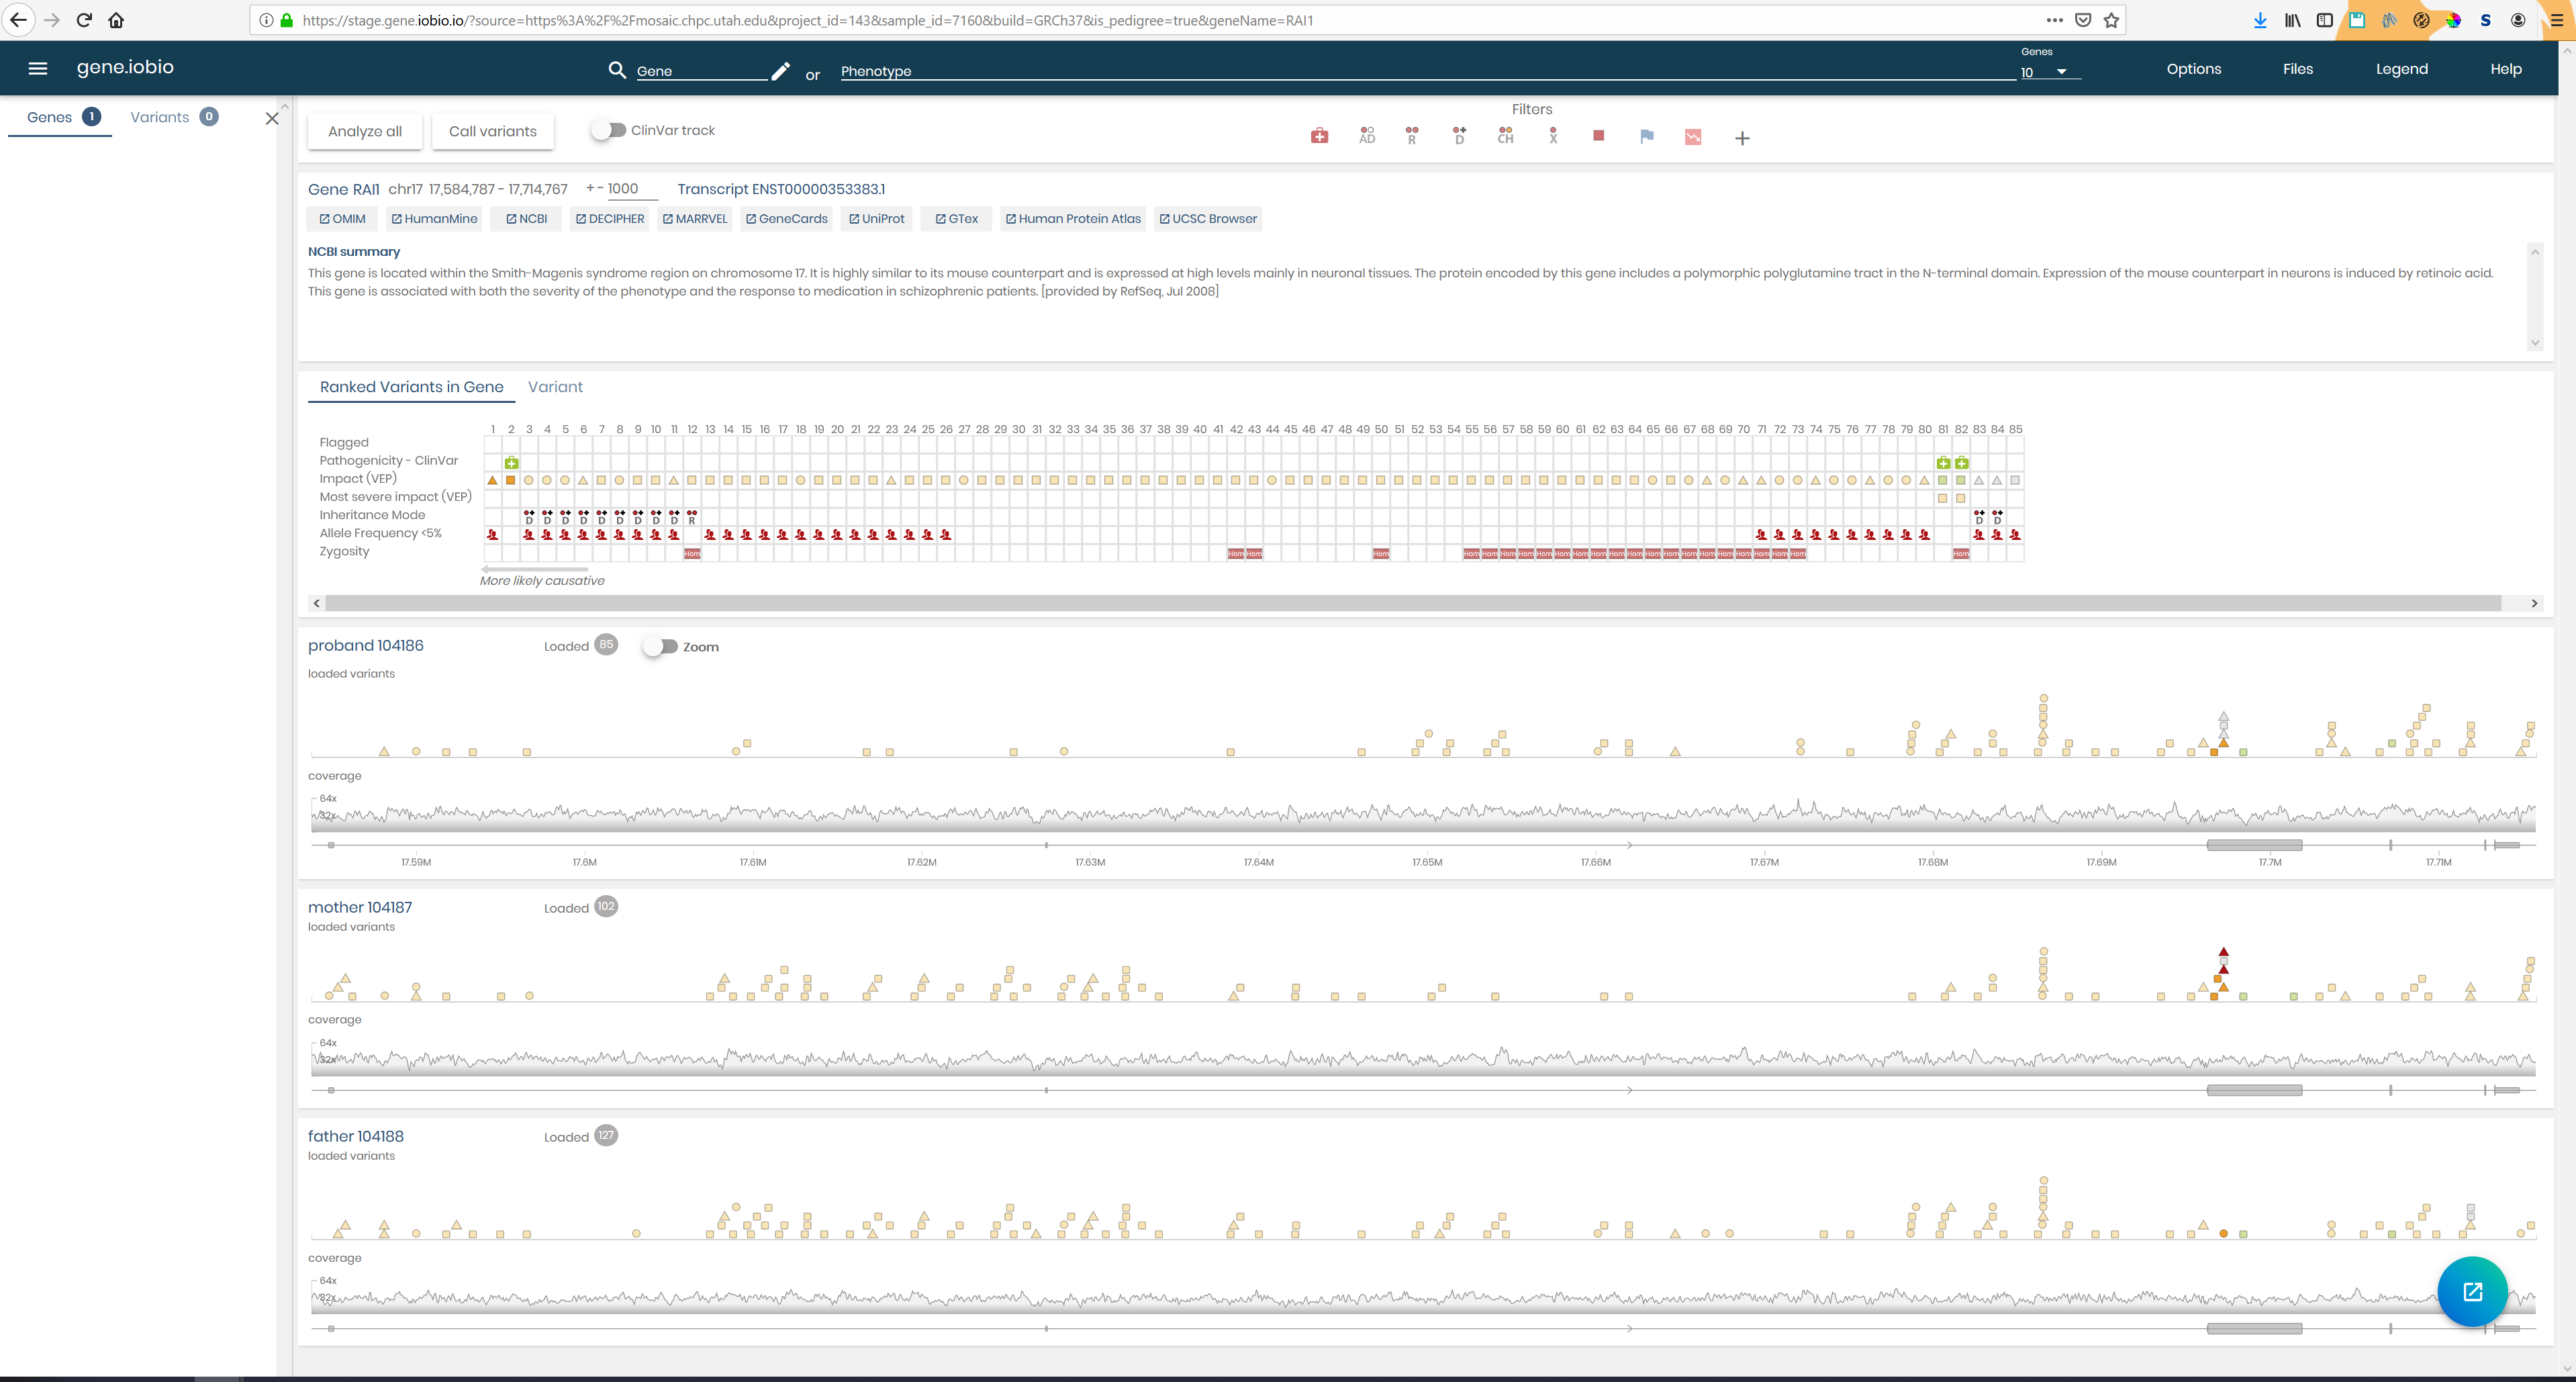 https://stage.gene.iobio.io/?source=https%3A%2F%2Fmosaic.chpc.utah.edu&project_id=143&sample_id=7160&build=GRCh37&is_pedigree=true&geneName=RAI1
gene.iobio Gene or Phenotype Genes 10 Options Files Legend Help
Genes 1 Variants 0
Analyze all Call variants ClinVar track
Filters
AD R D CH X
Gene RAI1 chr17 17,584,787 - 17,714,767 + - 1000 Transcript ENST00000353383.1
OMIM HumanMine NCBI DECIPHER MARRVEL GeneCards UniProt GTex Human Protein Atlas UCSC Browser
NCBI summary
This gene is located within the Smith-Magenis syndrome region on chromosome 17. It is highly similar to its mouse counterpart and is expressed at high levels mainly in neuronal tissues. The protein encoded by this gene includes a polymorphic polyglutamine tract in the N-terminal domain. Expression of the mouse counterpart in neurons is induced by retinoic acid.
This gene is associated with both the severity of the phenotype and the response to medication in schizophrenic patients. [provided by RefSeq, Jul 2008]
Ranked Variants in Gene Variant
1 2 3 4 5 6 7 8 9 10 11 12 13 14 15 16 17 18 19 20 21 22 23 24 25 26 27 28 29 30 31 32 33 34 35 36 37 38 39 40 41 42 43 44 45 46 47 48 49 50 51 52 53 54 55 56 57 58 59 60 61 62 63 64 65 66 67 68 69 70 71 72 73 74 75 76 77 78 79 80 81 82 83 84 85
Flagged
Pathogenicity - ClinVar
Impact (VEP)
Most severe impact (VEP)
Inheritance Mode D D D D D D D D D R D D
Allele Frequency <5%
Zygosity Hom Hom Hom Hom Hom Hom Hom Hom Hom Hom Hom Hom Hom Hom Hom Hom Hom Hom Hom Hom Hom Hom Hom Hom
More likely causative
proband 104186 Loaded 85 Zoom
loaded variants
coverage
64x
32x
17.59M 17.6M 17.61M 17.62M 17.63M 17.64M 17.65M 17.66M 17.67M 17.68M 17.69M 17.7M 17.71M
mother 104187 Loaded 102
loaded variants
coverage
64x
32x
father 104188 Loaded 127
loaded variants
coverage
64x
32x